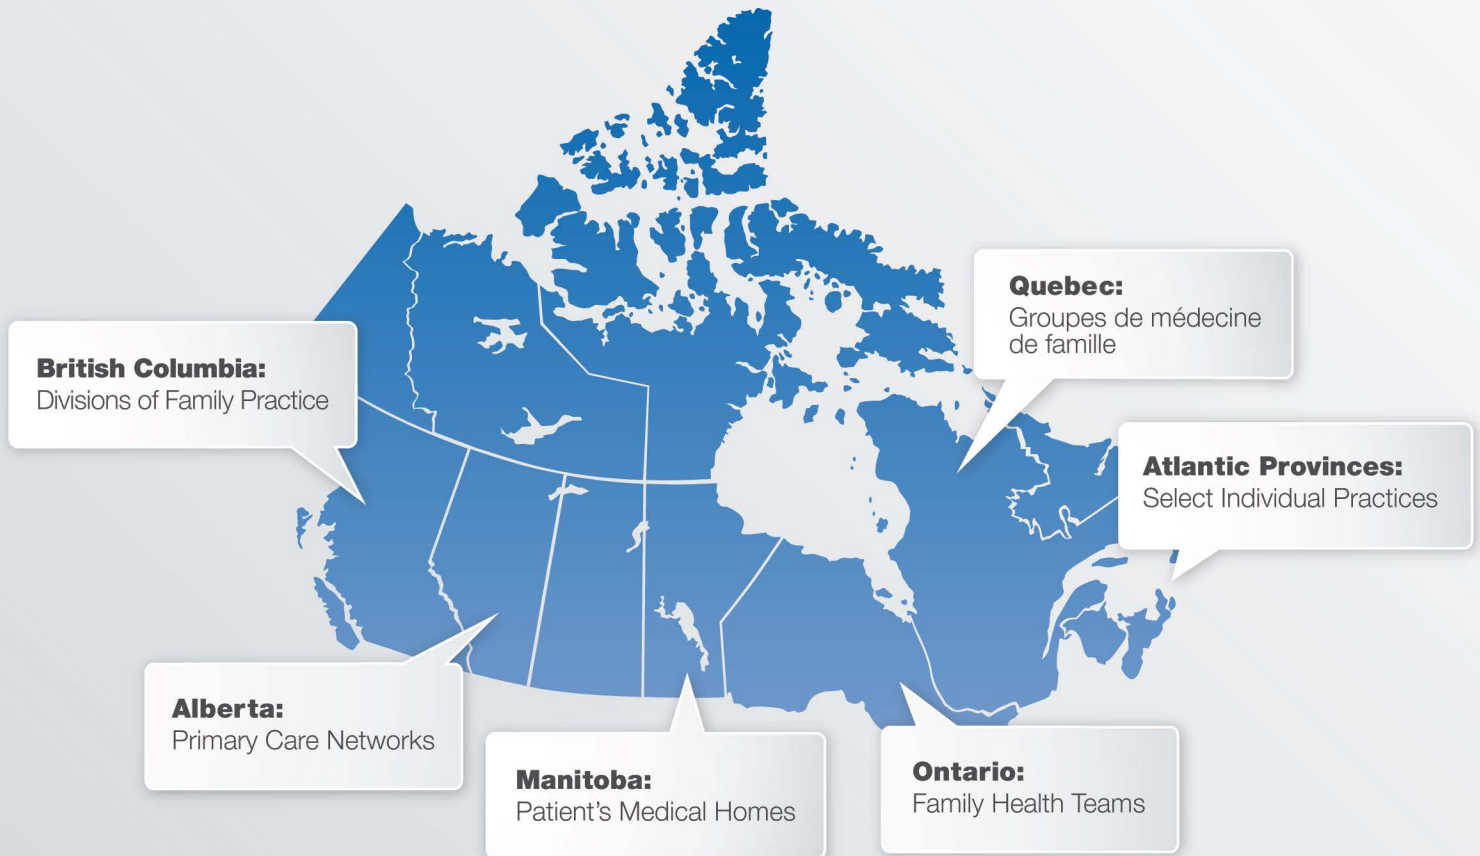 Quebec:
Groupes de médecine
de famille
British Columbia:
Divisions of Family Practice
Atlantic Provinces:
Select Individual Practices
Alberta:
Primary Care Networks
Manitoba:
Patient’s Medical Homes
Ontario:
Family Health Teams